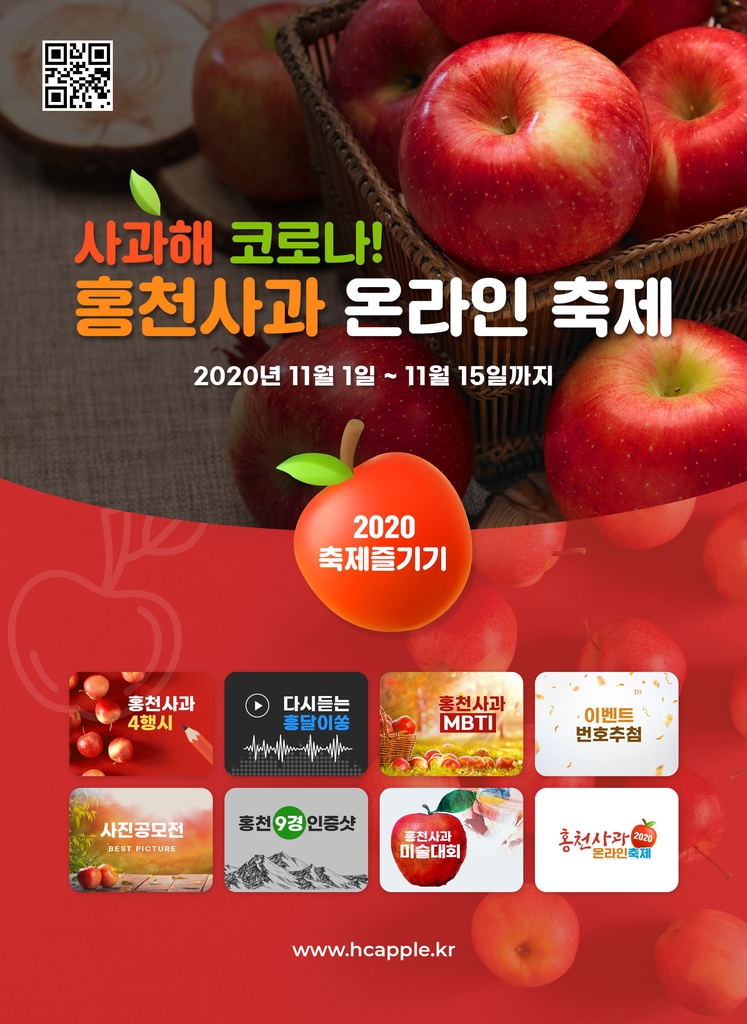 사과해 코로나!
홍천사과 온라인 축제
2020년 11월 1일 ~ 11월 15일까지
2020
축제즐기기
홍천사과
4행시
다시듣는
홍달이쏭
홍천사과
MBTI
TH
이벤트
번호추첨
사진공모전
BEST PICTURE
홍천 9경 인증샷
홍천사과
미술대회
홍천사과 2020
온라인축제
www.hcapple.kr